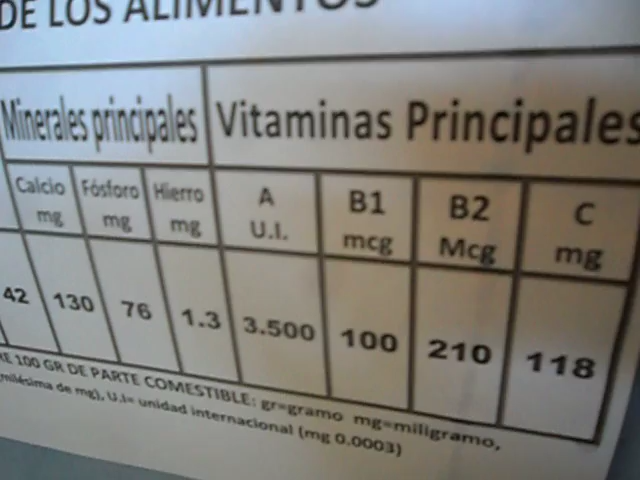 DE LOS ALIMENTOS
Minerales principales Vitaminas Principales
Calcio mg Fósforo mg Hierro mg A U.I. B1 mcg B2 Mcg C mg
42 130 76 1.3 3.500 100 210 118
100 GR DE PARTE COMESTIBLE: gr=gramo mg=miligramo,
milésima de mg), U.I= unidad internacional (mg 0.0003)